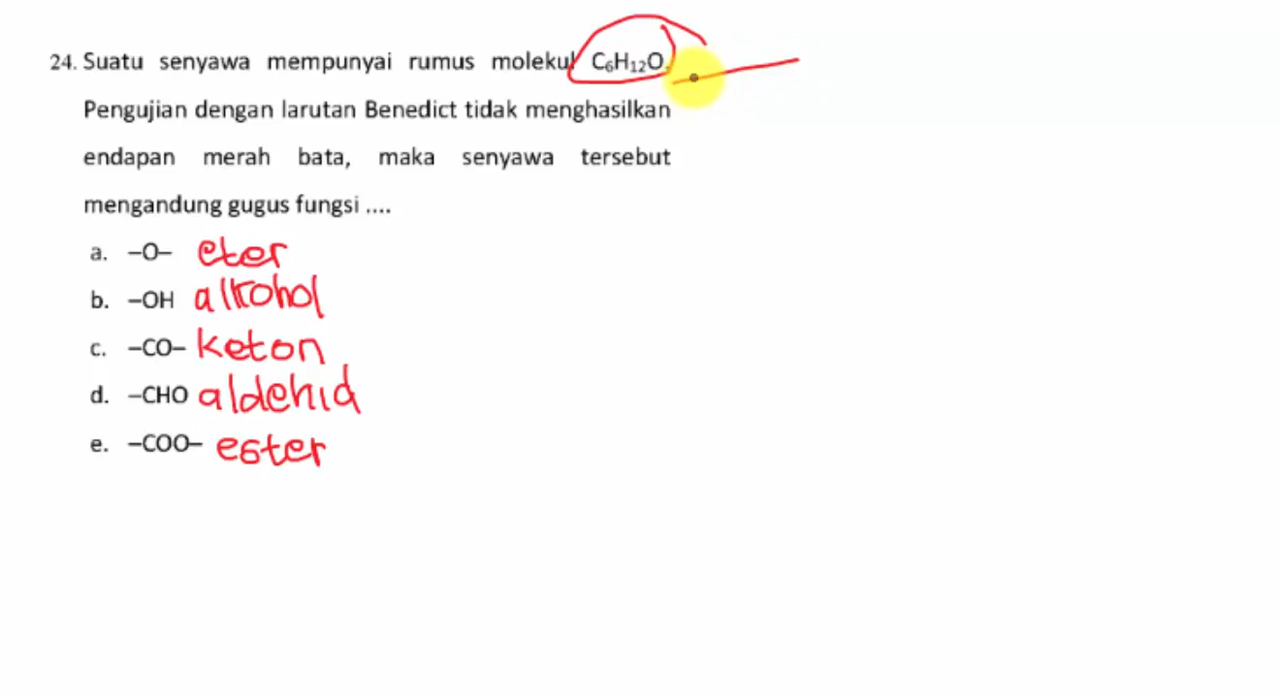 24. Suatu senyawa mempunyai rumus molekul C₆H₁₂O.
Pengujian dengan larutan Benedict tidak menghasilkan
endapan merah bata, maka senyawa tersebut
mengandung gugus fungsi ....
a. –O– eter
b. –OH alkohol
c. –CO– keton
d. –CHO aldehid
e. –COO– ester